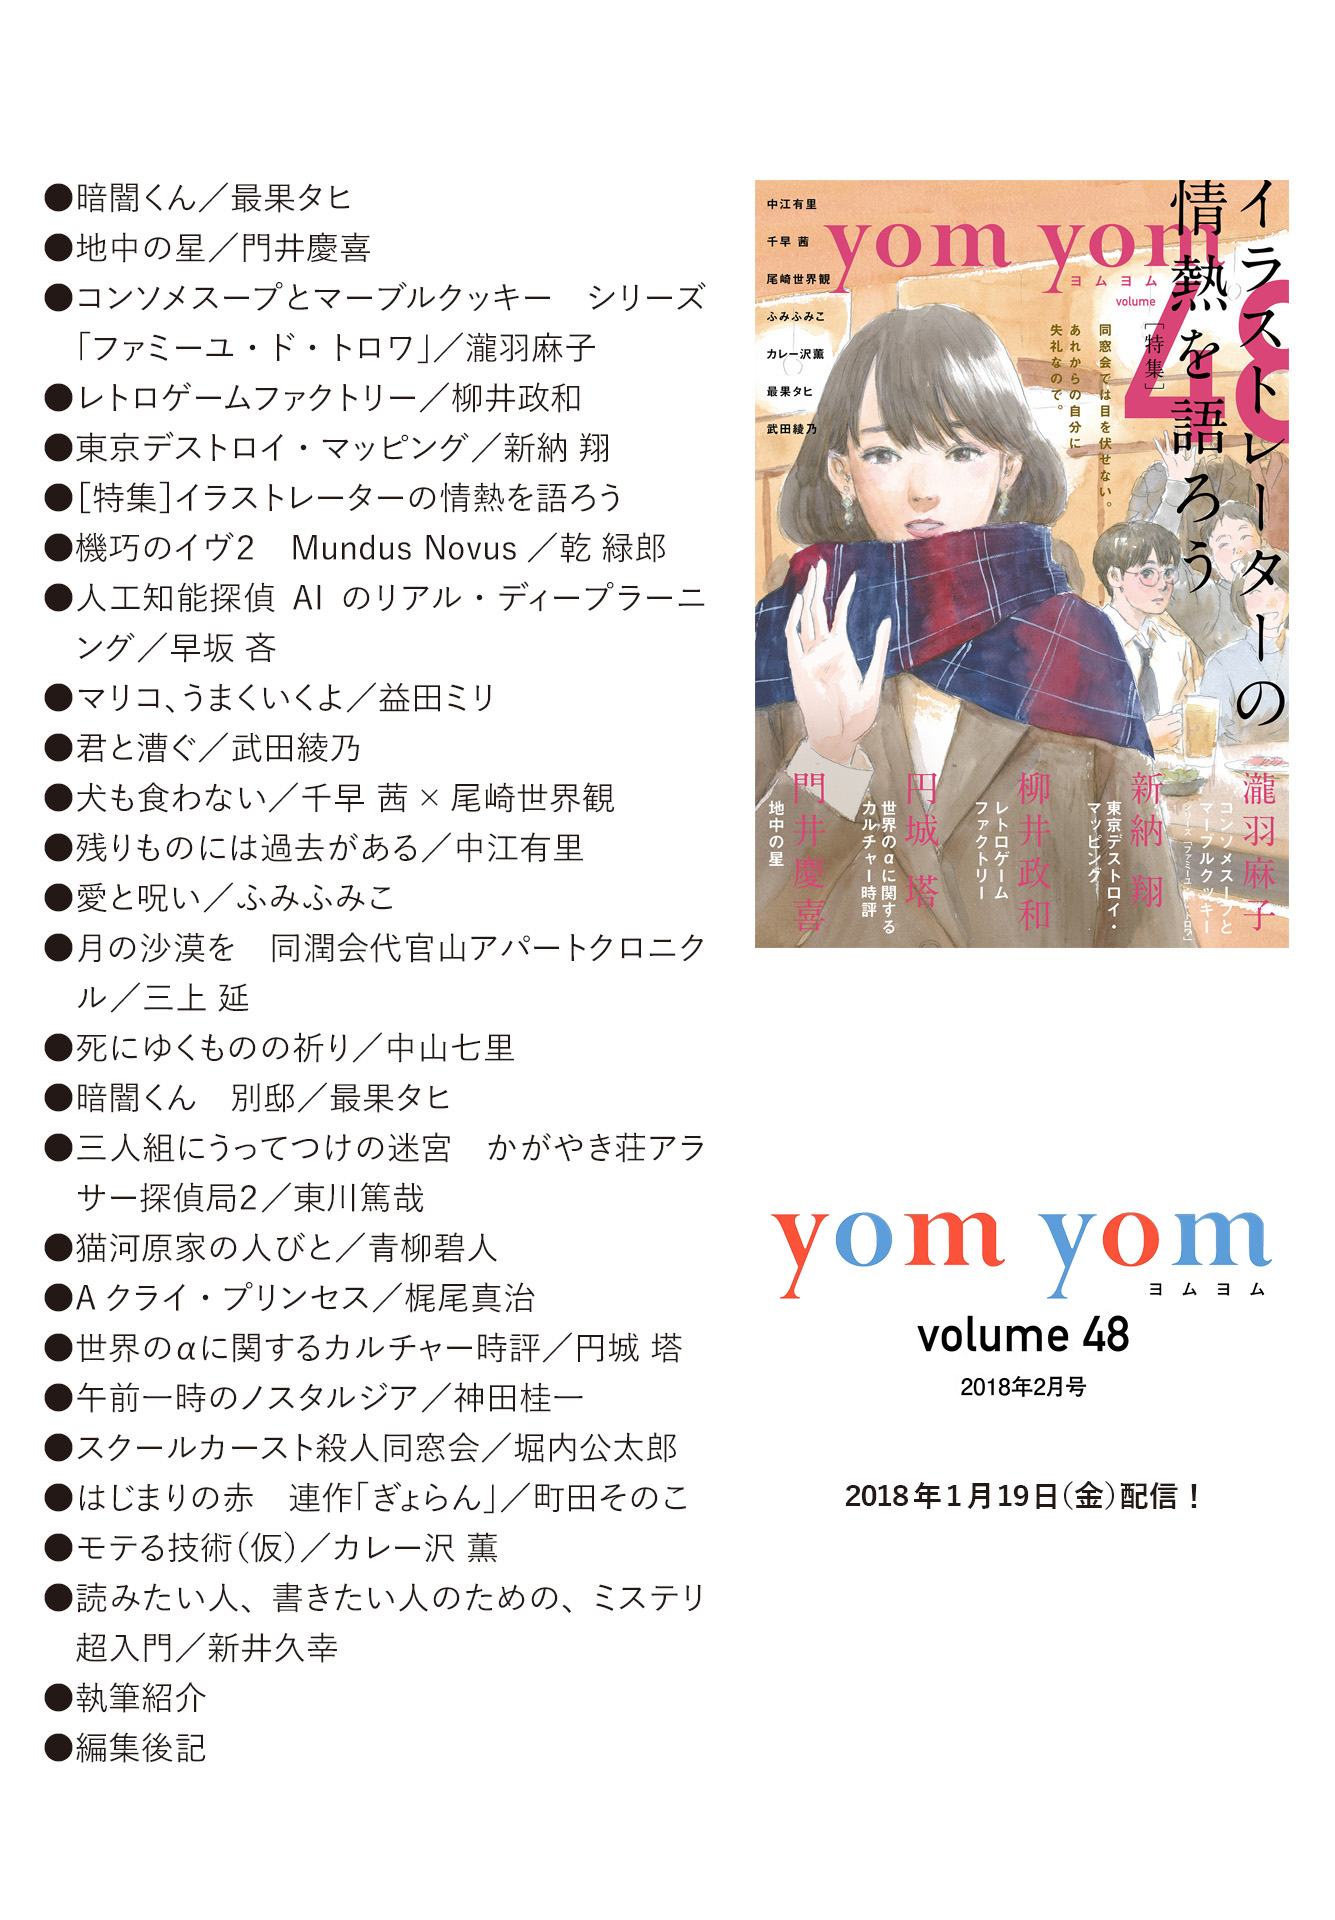 ●暗闇くん／最果タヒ
●地中の星／門井慶喜
●コンソメスープとマーブルクッキー　シリーズ
「ファミーユ・ド・トロワ」／瀧羽麻子
●レトロゲームファクトリー／柳井政和
●東京デストロイ・マッピング／新納 翔
●［特集］イラストレーターの情熱を語ろう
●機巧のイヴ2　Mundus Novus ／乾 緑郎
●人工知能探偵 AI のリアル・ディープラーニ
ング／早坂 吝
●マリコ、うまくいくよ／益田ミリ
●君と漕ぐ／武田綾乃
●犬も食わない／千早 茜 × 尾崎世界観
●残りものには過去がある／中江有里
●愛と呪い／ふみふみこ
●月の沙漠を　同潤会代官山アパートクロニク
ル／三上 延
●死にゆくものの祈り／中山七里
●暗闇くん　別邸／最果タヒ
●三人組にうってつけの迷宮　かがやき荘アラ
サー探偵局2／東川篤哉
●猫河原家の人びと／青柳碧人
●A クライ・プリンセス／梶尾真治
●世界のαに関するカルチャー時評／円城 塔
●午前一時のノスタルジア／神田桂一
●スクールカースト殺人同窓会／堀内公太郎
●はじまりの赤　連作「ぎょらん」／町田そのこ
●モテる技術（仮）／カレー沢 薫
●読みたい人、書きたい人のための、ミステリ
超入門／新井久幸
●執筆紹介
●編集後記
中江有里
千早 茜
尾崎世界観
ふみふみこ
カレー沢薫
最果タヒ
武田綾乃
yom yom
ヨムヨム
volume
48
［特集］
イラストレーターの
情熱を語ろう
同窓会では目を伏せない。
あれからの自分に
失礼なので。
瀧羽麻子
コンソメスープと
マーブルクッキー
シリーズ「ファミーユ・ド・トロワ」
新納 翔
東京デストロイ・
マッピング
柳井政和
レトロゲーム
ファクトリー
円城 塔
世界のαに関する
カルチャー時評
門井慶喜
地中の星
yom yom
ヨムヨム
volume 48
2018年2月号
2018年1月19日（金）配信！